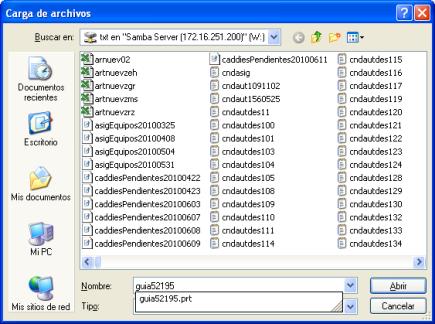 Carga de archivos
Buscar en: txt en "Samba Server (172.16.251.200)" (W:)
Documentos recientes
Escritorio
Mis documentos
Mi PC
Mis sitios de red
arnuev02
artnuevzeh
artnuevzgr
artnuevzms
artnuevzrz
asigEquipos20100325
asigEquipos20100408
asigEquipos20100504
asigEquipos20100531
caddiesPendientes20100422
caddiesPendientes20100423
caddiesPendientes20100603
caddiesPendientes20100607
caddiesPendientes20100608
caddiesPendientes20100609
caddiesPendientes20100611
cndasig
cndaut1091102
cndaut1560525
cndautdes11
cndautdes100
cndautdes101
cndautdes103
cndautdes104
cndautdes105
cndautdes108
cndautdes109
cndautdes110
cndautdes111
cndautdes114
cndautdes115
cndautdes116
cndautdes117
cndautdes119
cndautdes120
cndautdes121
cndautdes122
cndautdes123
cndautdes124
cndautdes128
cndautdes129
cndautdes130
cndautdes132
cndautdes133
cndautdes134
Nombre: guia52195
guia52195.prt
Tipo:
Abrir
Cancelar